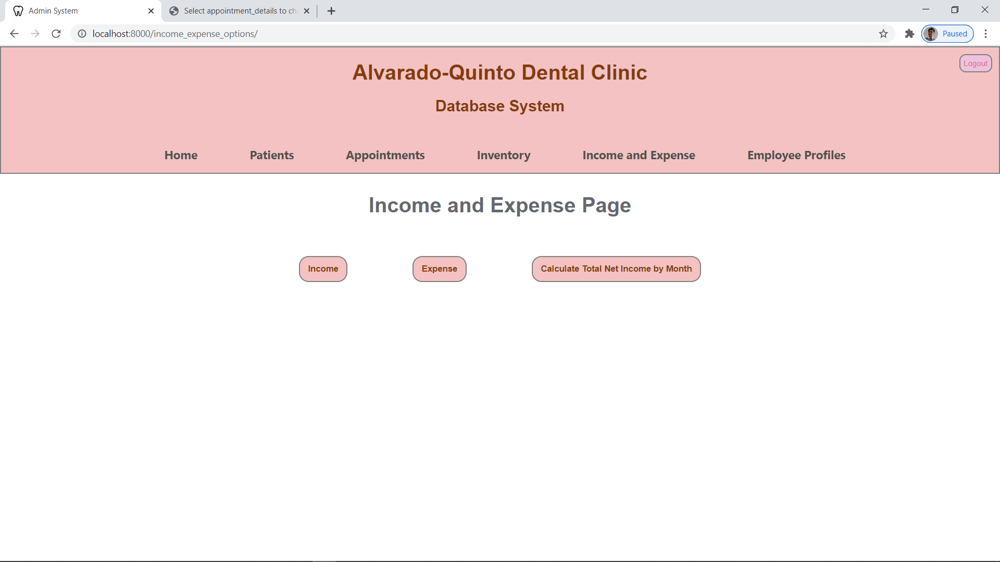 Admin System
Select appointment_details to ch
localhost:8000/income_expense_options/
Paused
Logout
Alvarado-Quinto Dental Clinic
Database System
Home Patients Appointments Inventory Income and Expense Employee Profiles
Income and Expense Page
Income Expense Calculate Total Net Income by Month